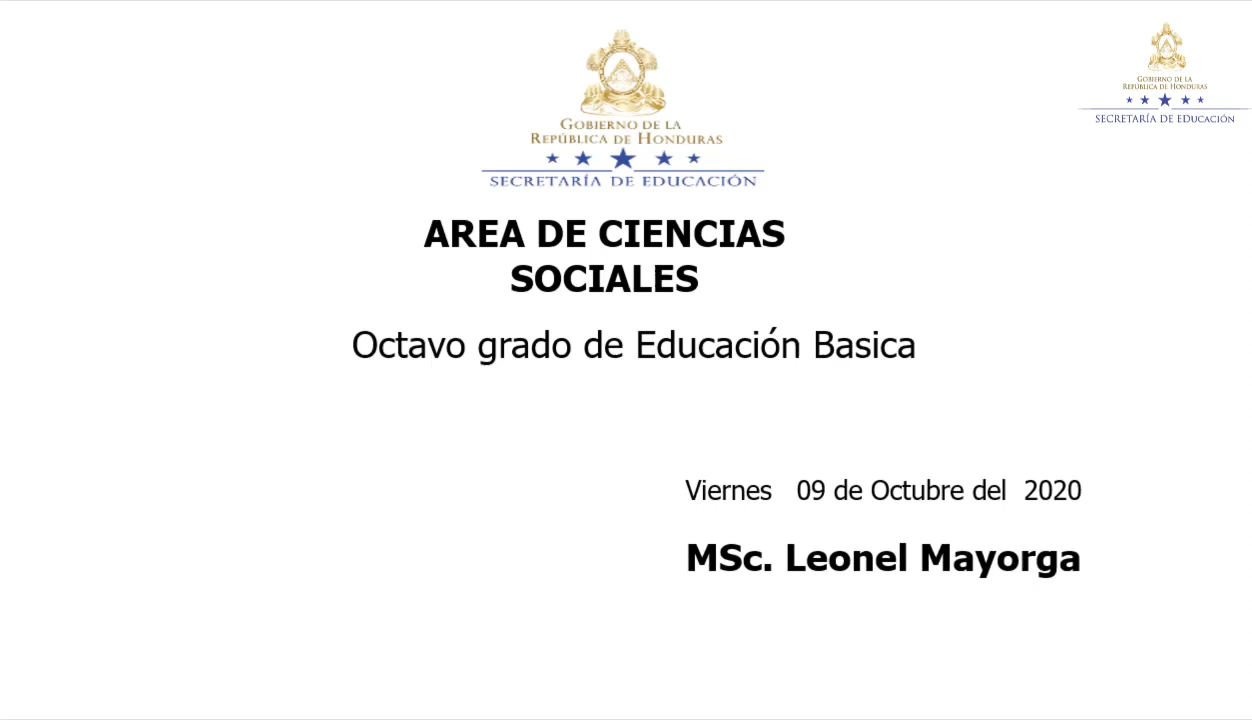 GOBIERNO DE LA
REPÚBLICA DE HONDURAS
SECRETARÍA DE EDUCACIÓN
GOBIERNO DE LA
REPÚBLICA DE HONDURAS
SECRETARÍA DE EDUCACIÓN
AREA DE CIENCIAS
SOCIALES
Octavo grado de Educación Basica
Viernes 09 de Octubre del 2020
MSc. Leonel Mayorga